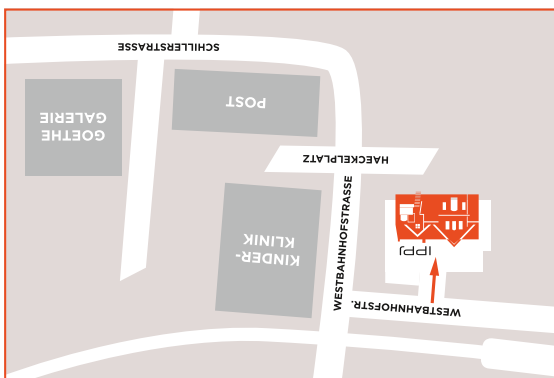 SCHILLERSTRASSE
GOETHE
GALERIE
POST
HAECKELPLATZ
KINDER-
KLINIK
WESTBAHNHOFSTRASSE
IPPJ
WESTBAHNHOFSTR.